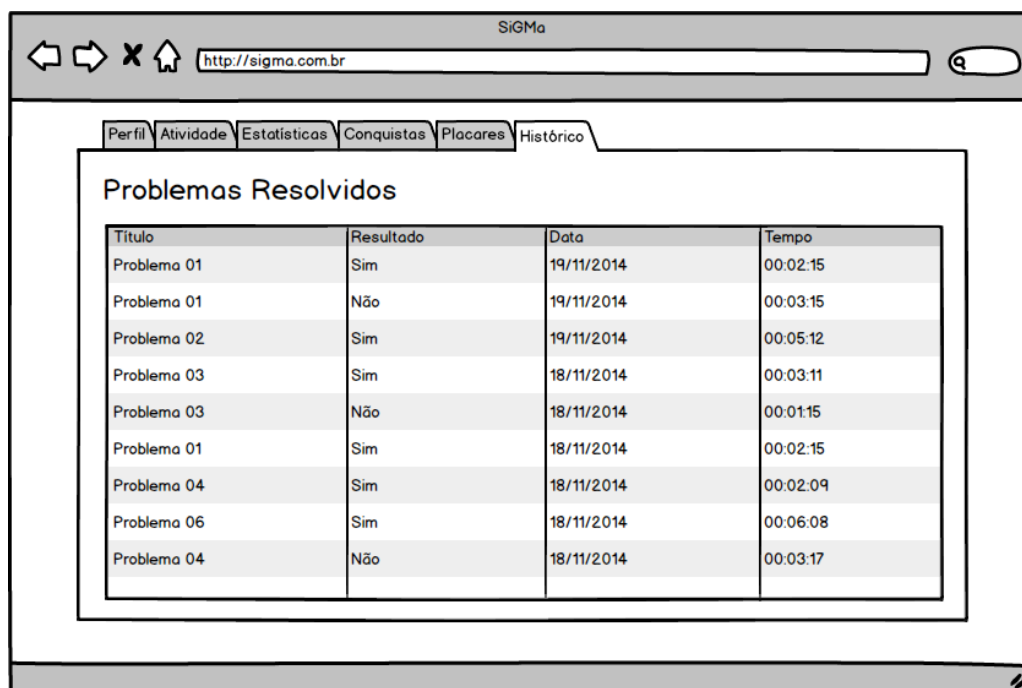 SiGMa
http://sigma.com.br
Perfil Atividade Estatísticas Conquistas Placares Histórico
Problemas Resolvidos
Título Resultado Data Tempo
Problema 01 Sim 19/11/2014 00:02:15
Problema 01 Não 19/11/2014 00:03:15
Problema 02 Sim 19/11/2014 00:05:12
Problema 03 Sim 18/11/2014 00:03:11
Problema 03 Não 18/11/2014 00:01:15
Problema 01 Sim 18/11/2014 00:02:15
Problema 04 Sim 18/11/2014 00:02:09
Problema 06 Sim 18/11/2014 00:06:08
Problema 04 Não 18/11/2014 00:03:17